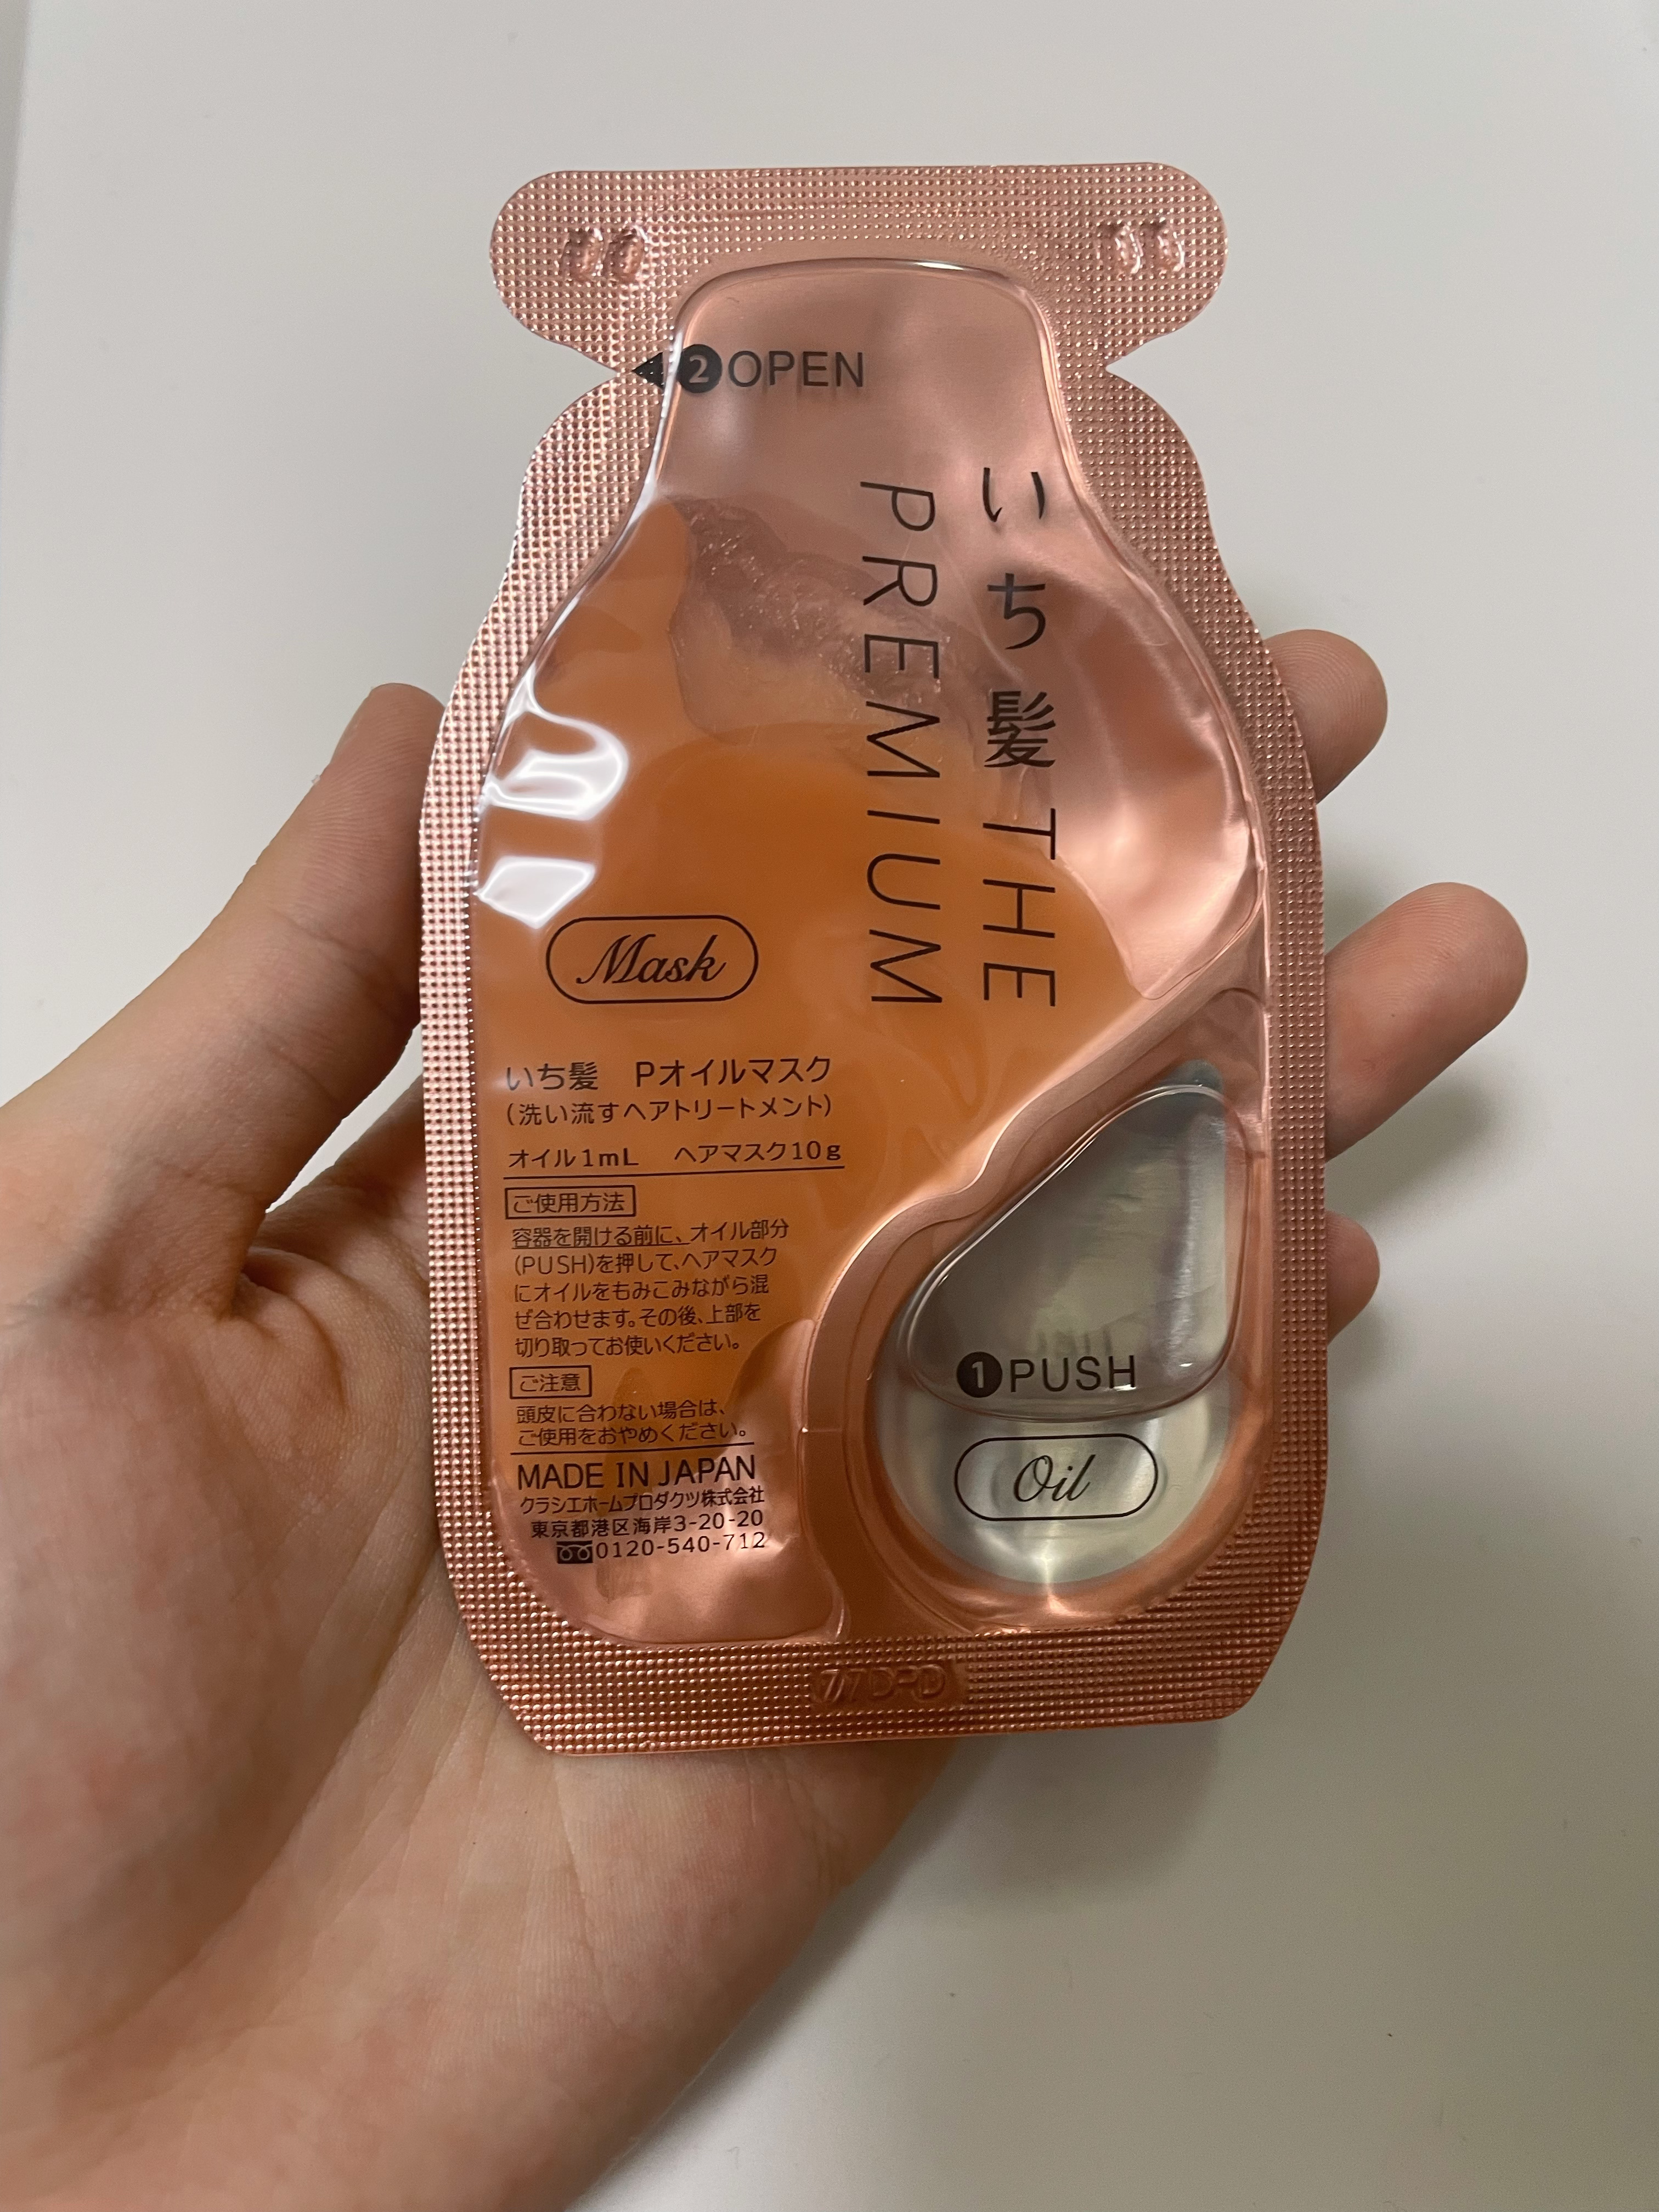 ❷OPEN
いち髪 THE
PREMIUM
Mask
いち髪　Pオイルマスク
(洗い流すヘアトリートメント)
オイル1mL　ヘアマスク10g
ご使用方法
容器を開ける前に、オイル部分
(PUSH)を押して、ヘアマスク
にオイルをもみこみながら混
ぜ合わせます。その後、上部を
切り取ってお使いください。
ご注意
頭皮に合わない場合は、
ご使用をおやめください。
MADE IN JAPAN
クラシエホームプロダクツ株式会社
東京都港区海岸3-20-20
0120-540-712
❶PUSH
Oil